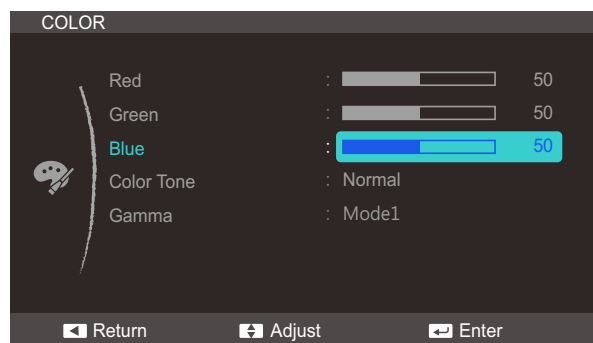 COLOR
Red : 50
Green : 50
Blue : 50
Color Tone : Normal
Gamma : Mode1
Return Adjust Enter